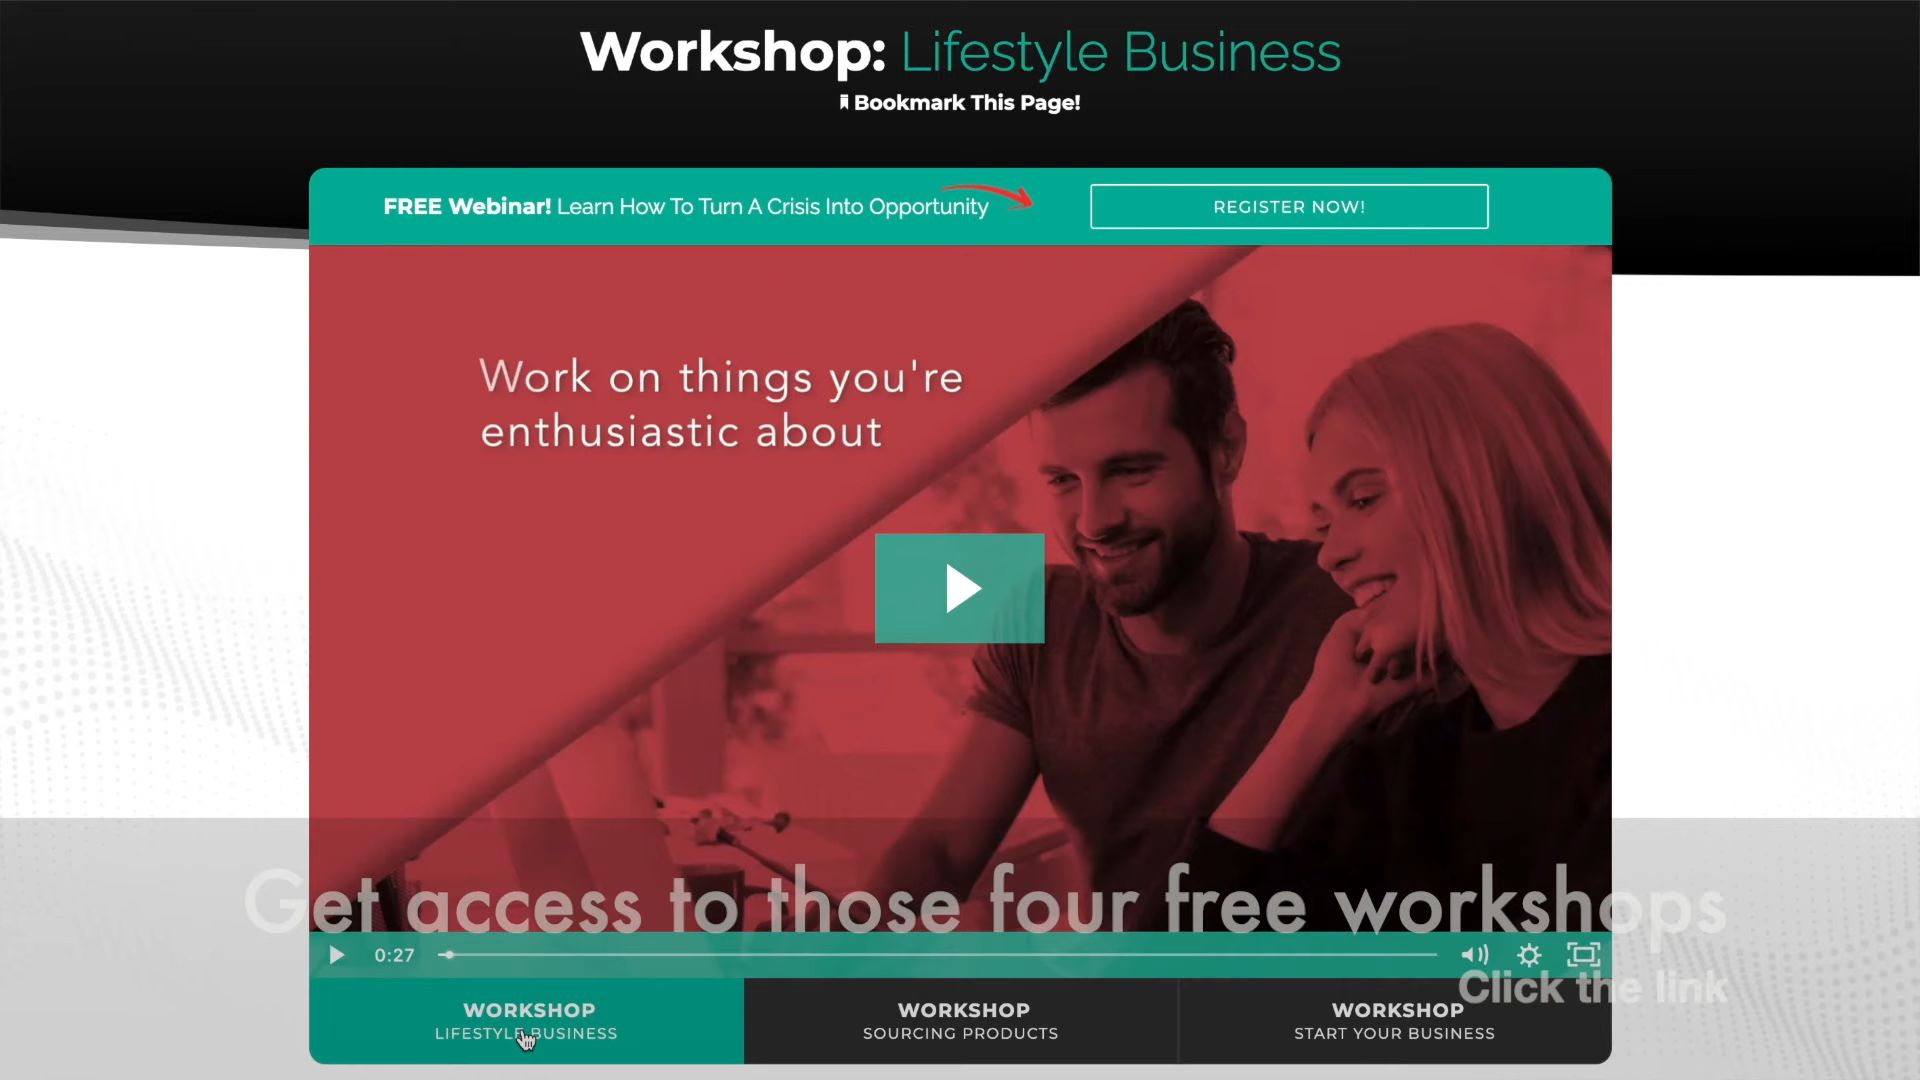 Workshop: Lifestyle Business
Bookmark This Page!
FREE Webinar! Learn How To Turn A Crisis Into Opportunity
REGISTER NOW!
Work on things you're
enthusiastic about
Get access to those four free workshops
0:27
Click the link
WORKSHOP
LIFESTYLE BUSINESS
WORKSHOP
SOURCING PRODUCTS
WORKSHOP
START YOUR BUSINESS